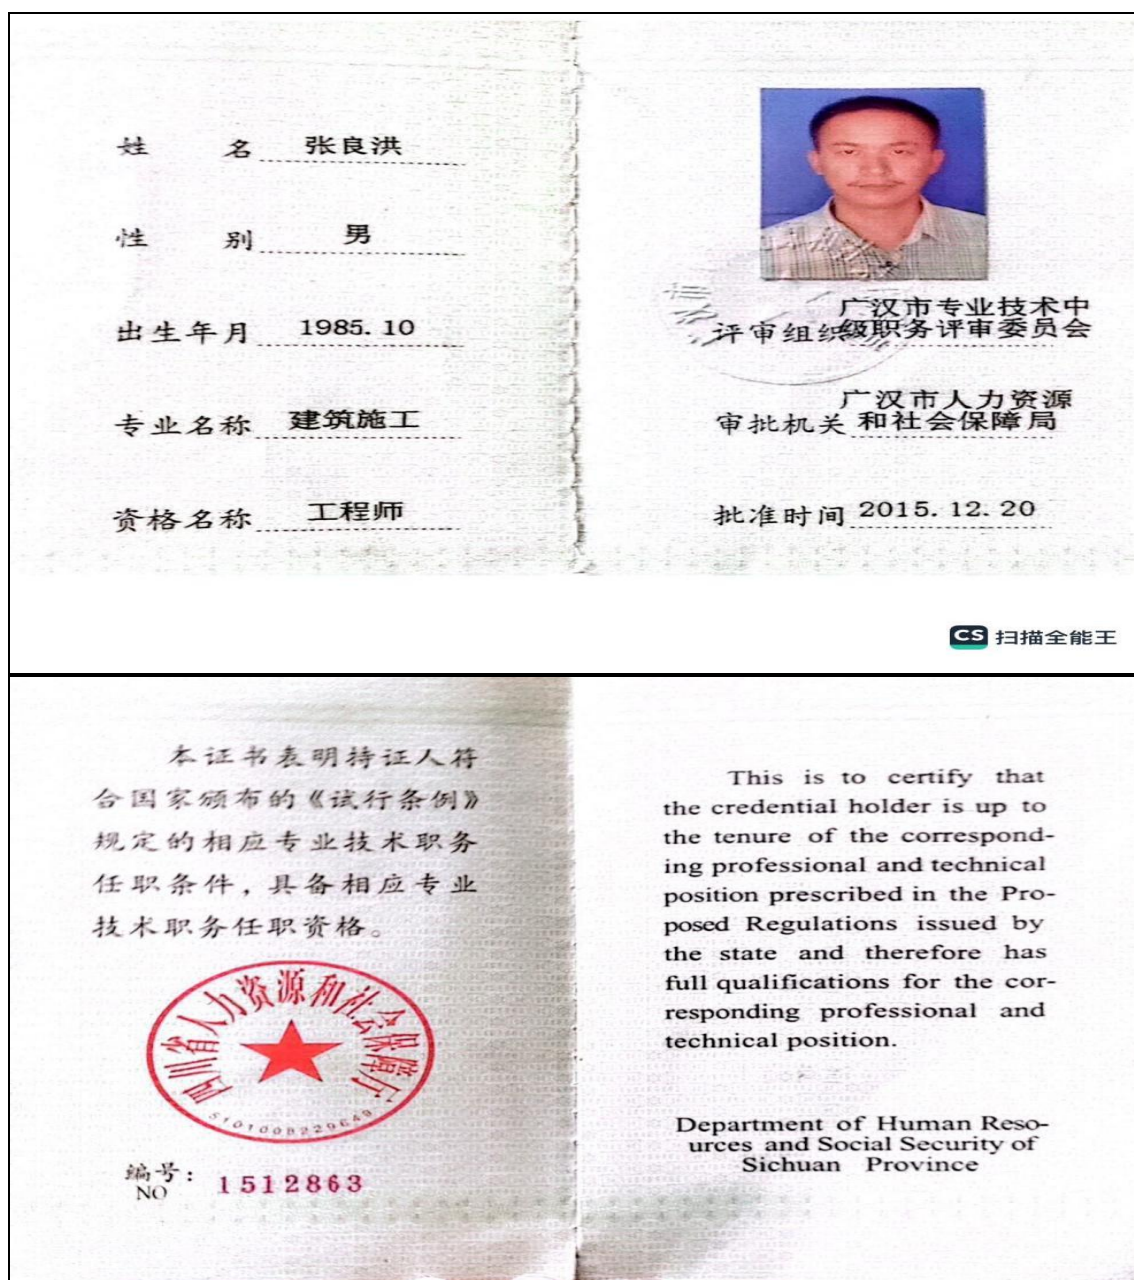 姓 名 张良洪
性 别 男
出生年月 1985.10
专业名称 建筑施工
资格名称 工程师
广汉市专业技术中
评审组织 级职务评审委员会
广汉市人力资源
审批机关 和社会保障局
批准时间 2015.12.20
CS 扫描全能王
本证书表明持证人符
合国家颁布的《试行条例》
规定的相应专业技术职务
任职条件，具备相应专业
技术职务任职资格。
四川省人力资源和社会保障厅
5101008229649
编号：
NO 1512863
This is to certify that
the credential holder is up to
the tenure of the correspond-
ing professional and technical
position prescribed in the Pro-
posed Regulations issued by
the state and therefore has
full qualifications for the cor-
responding professional and
technical position.
Department of Human Reso-
urces and Social Security of
Sichuan Province